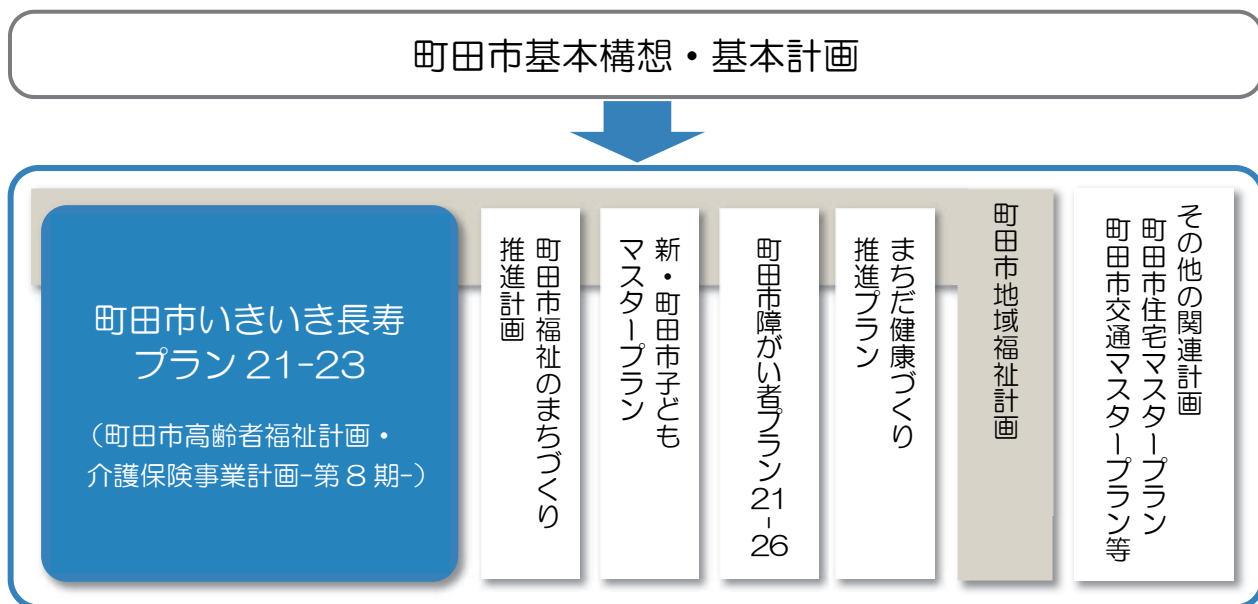 町田市基本構想・基本計画
町田市いきいき長寿
プラン 21-23
（町田市高齢者福祉計画・
介護保険事業計画-第 8 期-）
町田市福祉のまちづくり
推進計画
新・町田市子ども
マスタープラン
町田市障がい者プラン21-26
まちだ健康づくり
推進プラン
町田市地域福祉計画
その他の関連計画
町田市住宅マスタープラン
町田市交通マスタープラン等